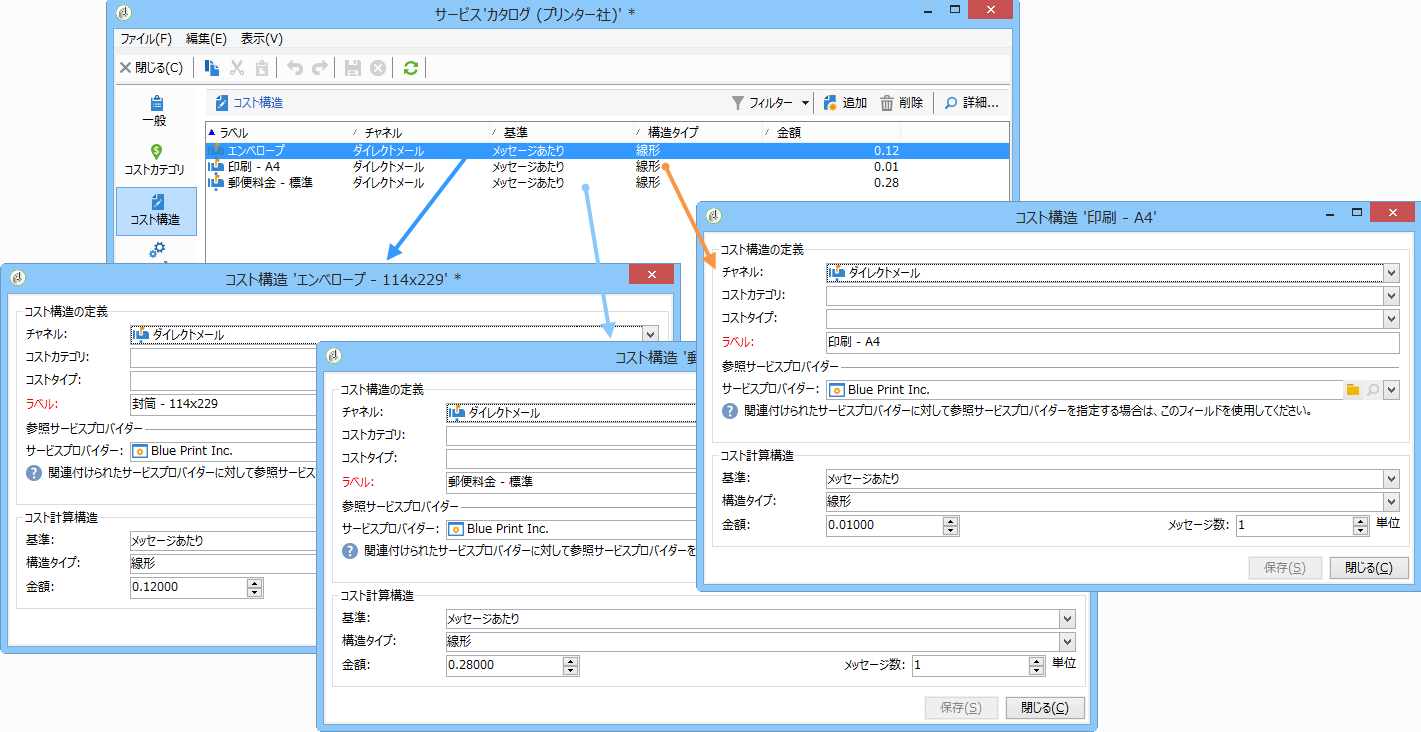 サービス'カタログ (プリンター社)' *
ファイル(F) 編集(E) 表示(V)
閉じる(C)
一般
コストカテゴリ
コスト構造
コスト構造
フィルター 追加 削除 詳細...
ラベル チャネル 基準 構造タイプ 金額
エンベロープ ダイレクトメール メッセージあたり 線形 0.12
印刷 - A4 ダイレクトメール メッセージあたり 線形 0.01
郵便料金 - 標準 ダイレクトメール メッセージあたり 線形 0.28
コスト構造 'エンベロープ - 114x229' *
コスト構造の定義
チャネル: ダイレクトメール
コストカテゴリ:
コストタイプ:
ラベル: 封筒 - 114x229
参照サービスプロバイダー
サービスプロバイダー: Blue Print Inc.
関連付けられたサービスプロバイダーに対して参照サービス
コスト計算構造
基準: メッセージあたり
構造タイプ: 線形
金額: 0.12000
コスト構造 '
コスト構造の定義
チャネル: ダイレクトメール
コストカテゴリ:
コストタイプ:
ラベル: 郵便料金 - 標準
参照サービスプロバイダー
サービスプロバイダー: Blue Print Inc.
関連付けられたサービスプロバイダーに対して参照サービスプロバイダーを
コスト計算構造
基準: メッセージあたり
構造タイプ: 線形
金額: 0.28000 メッセージ数: 1 単位
保存(S) 閉じる(C)
コスト構造 '印刷 - A4'
コスト構造の定義
チャネル: ダイレクトメール
コストカテゴリ:
コストタイプ:
ラベル: 印刷 - A4
参照サービスプロバイダー
サービスプロバイダー: Blue Print Inc.
関連付けられたサービスプロバイダーに対して参照サービスプロバイダーを指定する場合は、このフィールドを使用してください。
コスト計算構造
基準: メッセージあたり
構造タイプ: 線形
金額: 0.01000 メッセージ数: 1 単位
保存(S) 閉じる(C)